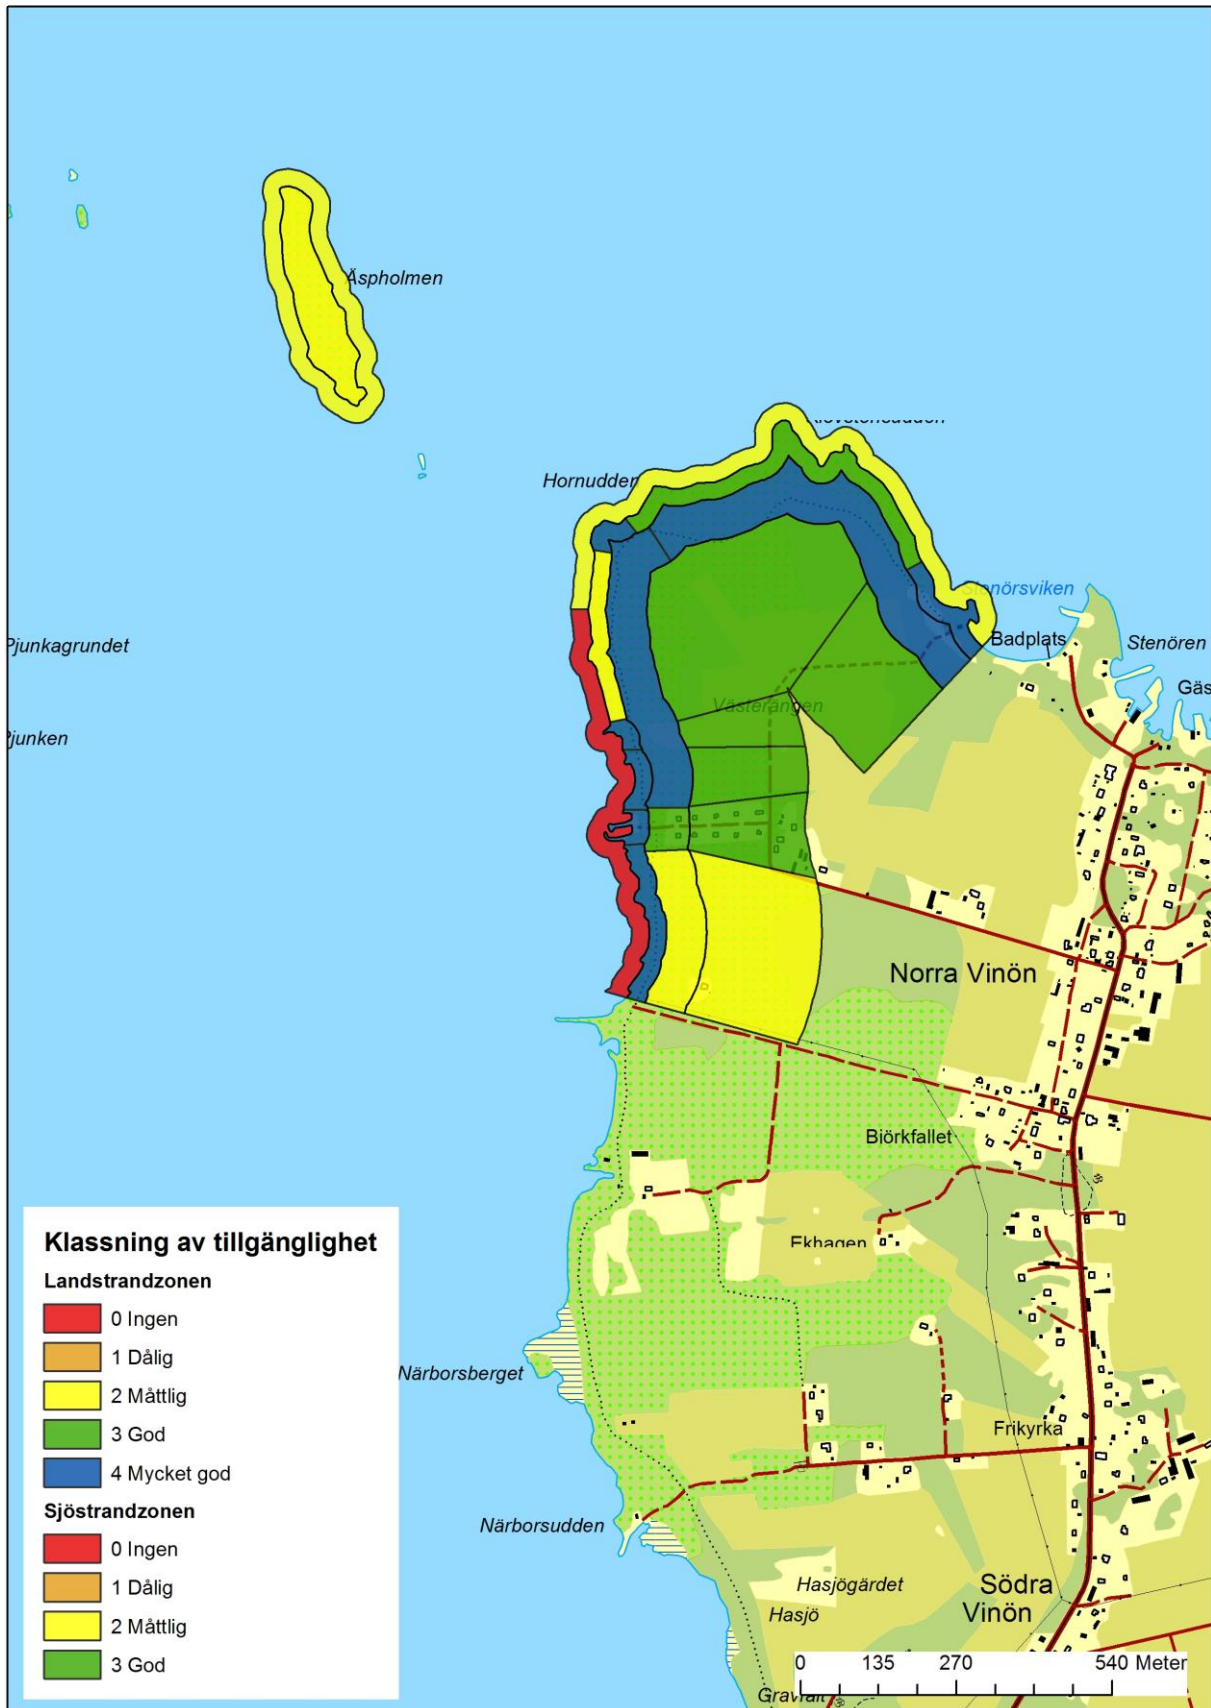 Äspholmen
Hornudden
Stenörsviken
Badplats
Stenören
Pjunkagrundet
Gäs
Västerängen
Pjunken
Norra Vinön
Björkfallet
Ekhagen
Närborsberget
Frikyrka
Närborsudden
Hasjögärdet
Hasjö
Södra
Vinön
Gravfält
Klassning av tillgänglighet
Landstrandzonen
0 Ingen
1 Dålig
2 Måttlig
3 God
4 Mycket god
Sjöstrandzonen
0 Ingen
1 Dålig
2 Måttlig
3 God
0 135 270 540 Meter